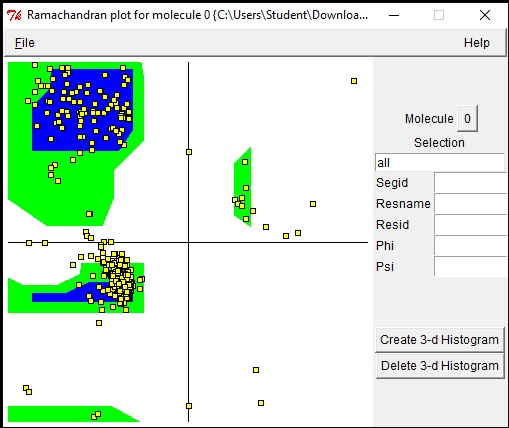 Ramachandran plot for molecule 0 {C:\Users\Student\Downloa...
File Help
Molecule 0
Selection
all
Segid
Resname
Resid
Phi
Psi
Create 3-d Histogram
Delete 3-d Histogram